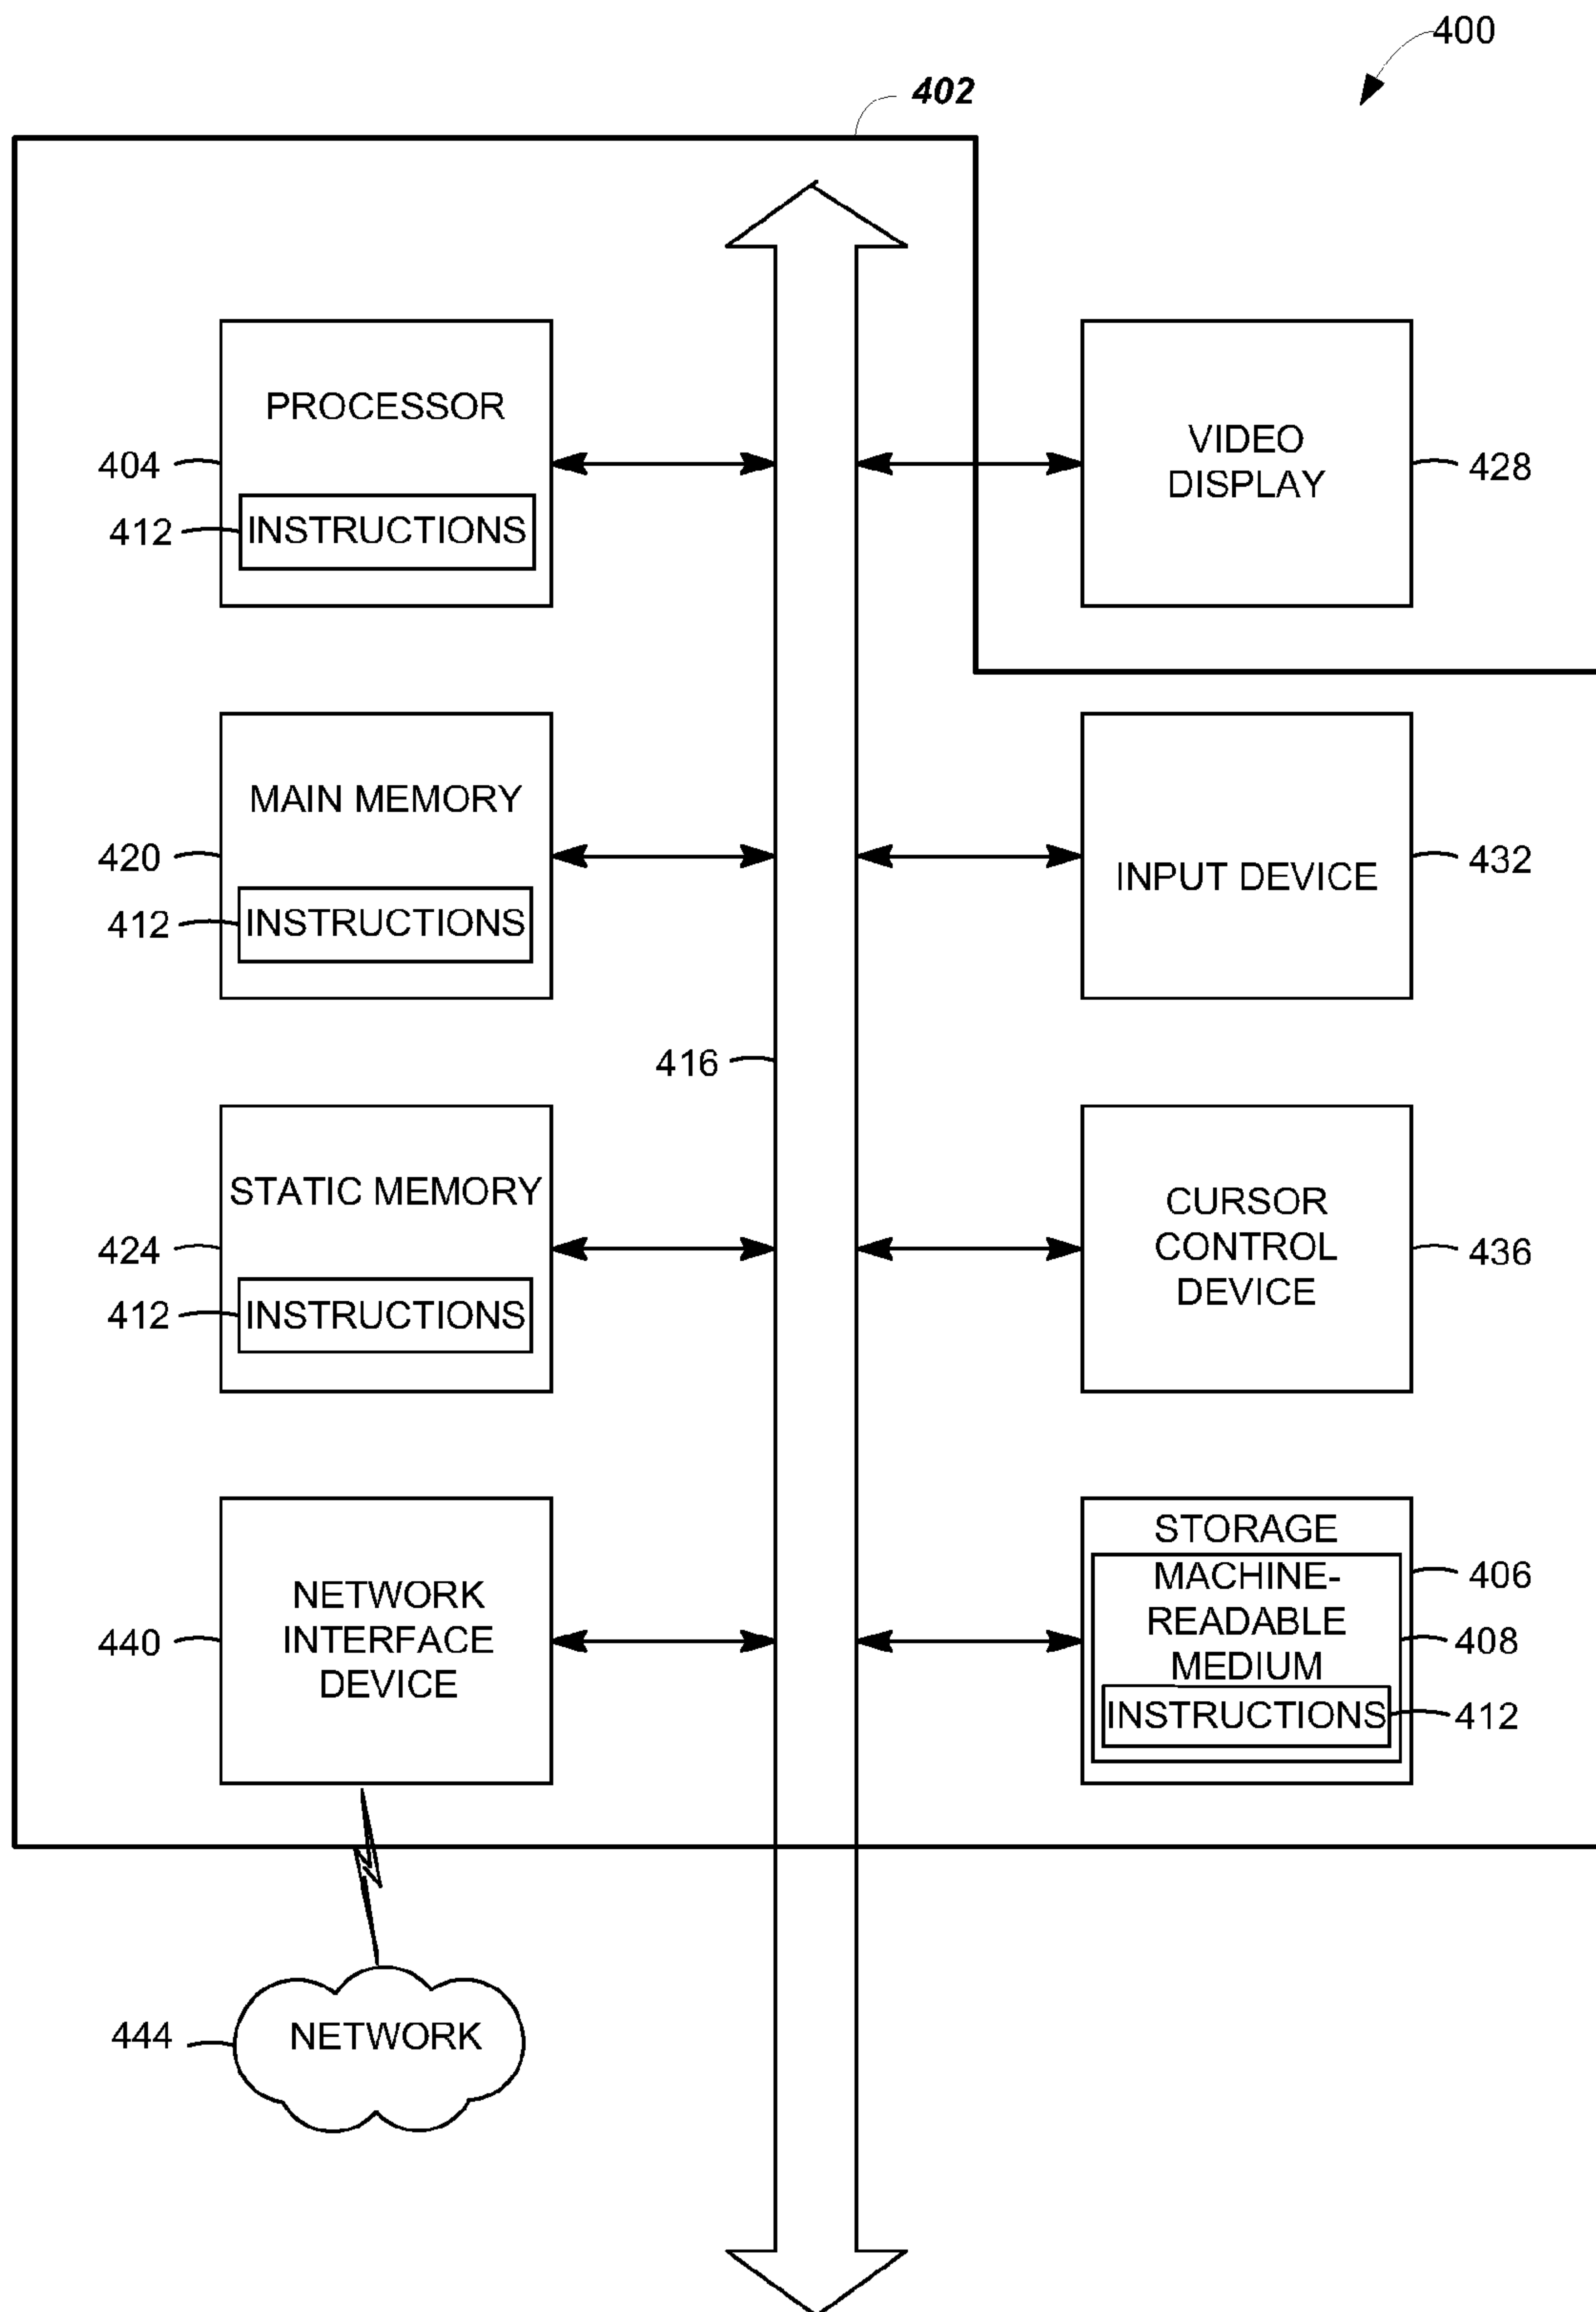 400
402
PROCESSOR
404
412
INSTRUCTIONS
VIDEO
DISPLAY
428
MAIN MEMORY
420
412
INSTRUCTIONS
INPUT DEVICE
432
416
STATIC MEMORY
424
412
INSTRUCTIONS
CURSOR
CONTROL
DEVICE
436
NETWORK
INTERFACE
DEVICE
440
STORAGE
406
MACHINE-
READABLE
MEDIUM
408
INSTRUCTIONS
412
444
NETWORK